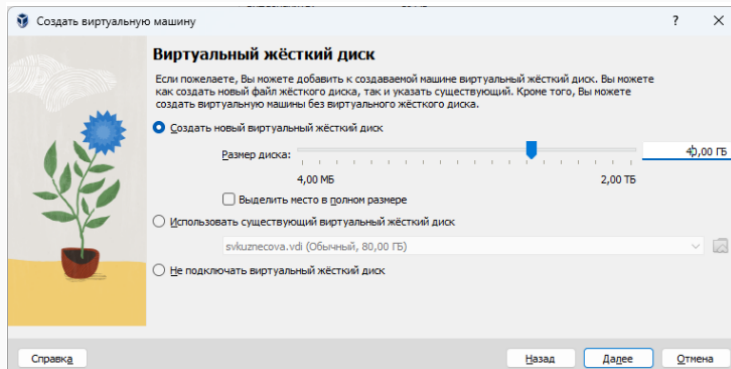 Создать виртуальную машину
Виртуальный жёсткий диск
Если пожелаете, Вы можете добавить к создаваемой машине виртуальный жёсткий диск. Вы можете
как создать новый файл жёсткого диска, так и указать существующий. Кроме того, Вы можете
создать виртуальную машины без виртуального жёсткого диска.
Создать новый виртуальный жёсткий диск
Размер диска:
40,00 ГБ
4,00 МБ
2,00 ТБ
Выделить место в полном размере
Использовать существующий виртуальный жёсткий диск
svkuznecova.vdi (Обычный, 80,00 ГБ)
Не подключать виртуальный жёсткий диск
Справка
Назад
Далее
Отмена